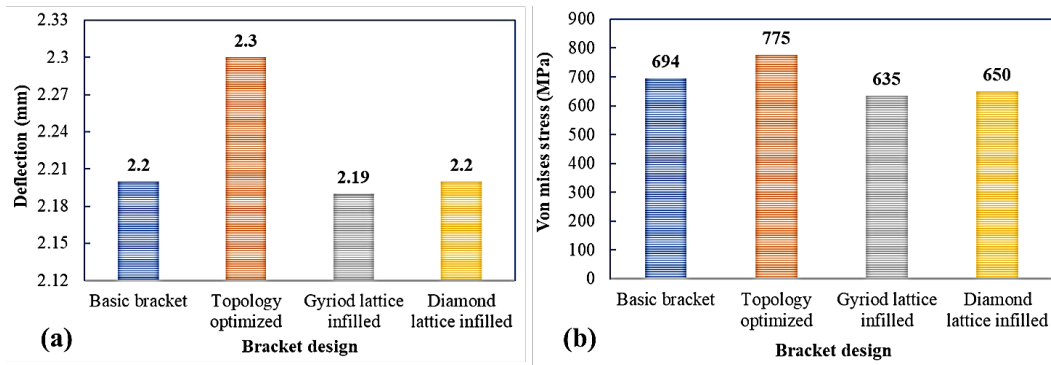 2.33
2.3
2.27
2.24
2.21
2.18
2.15
2.12
Deflection (mm)
2.2
2.3
2.19
2.2
Basic bracket
Topology
optimized
Gyriod lattice
infilled
Diamond
lattice infilled
Bracket design
(a)
900
800
700
600
500
400
300
200
100
0
Von mises stress (MPa)
694
775
635
650
Basic bracket
Topology
optimized
Gyriod lattice
infilled
Diamond
lattice infilled
Bracket design
(b)